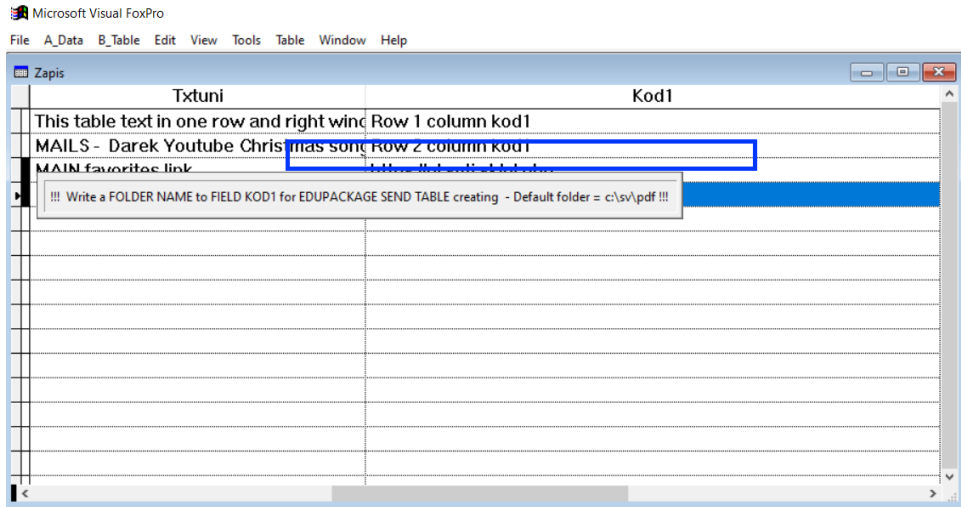 Microsoft Visual FoxPro
File A_Data B_Table Edit View Tools Table Window Help
Zapis
Txtuni Kod1
This table text in one row and right wind Row 1 column kod1
MAILS - Darek Youtube Christmas song Row 2 column kod1
MAIN favorites link
!!! Write a FOLDER NAME to FIELD KOD1 for EDUPACKAGE SEND TABLE creating - Default folder = c:\sv\pdf !!!